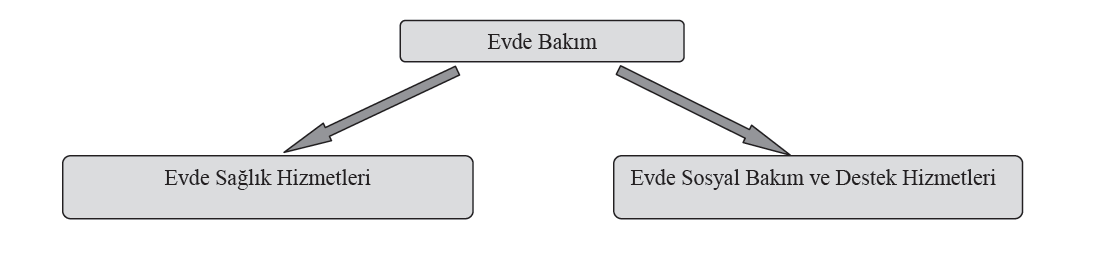 Evde Bakım
Evde Sağlık Hizmetleri
Evde Sosyal Bakım ve Destek Hizmetleri